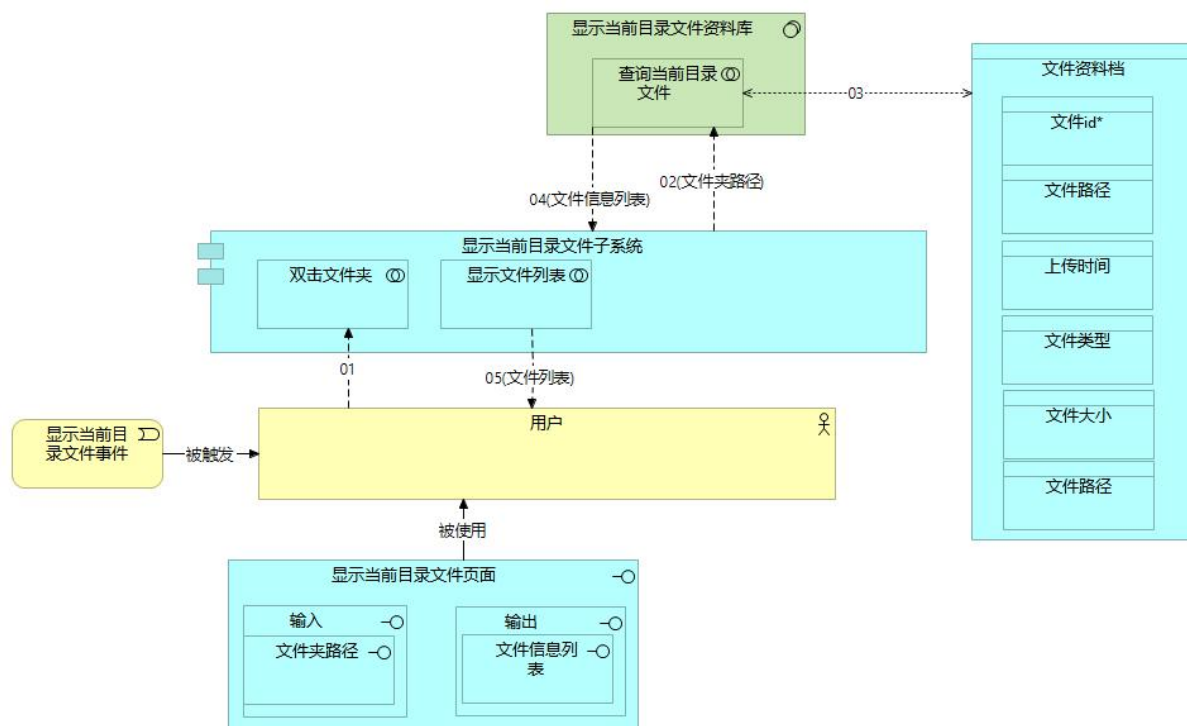 显示当前目录文件资料库
查询当前目录
文件
03
文件资料档
文件id*
文件路径
上传时间
文件类型
文件大小
文件路径
04(文件信息列表)
02(文件夹路径)
显示当前目录文件子系统
双击文件夹
显示文件列表
01
05(文件列表)
显示当前目
录文件事件
被触发
用户
被使用
显示当前目录文件页面
输入
文件夹路径
输出
文件信息列
表